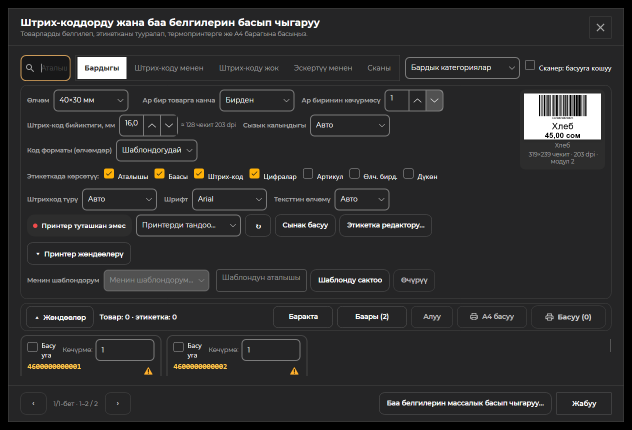 Штрих-коддорду жана баа белгилерин басып чыгаруу
Товарларды белгилеп, этикетканы тууралап, термопринтерге же A4 барагына басыңыз.
Аталыш
Бардыгы
Штрих-коду менен
Штрих-коду жок
Эскертүү менен
Сканы
Бардык категориялар
Сканер: басууга кошуу
Өлчөм
40×30 мм
Ар бир товарга канча
Бирден
Ар биринин көчүрмөсү
1
Штрих-код бийиктиги, мм
16,0
= 128 чекит 203 dpi
Сызык калыңдыгы
Авто
Код форматы (өлчөмдөр)
Шаблондогудай
Этикеткада көрсөтүү:
Аталышы
Баасы
Штрих-код
Цифралар
Артикул
Өлч. бирд.
Дүкөн
Штрихкод түрү
Авто
Шрифт
Arial
Тексттин өлчөмү
Авто
Принтер туташкан эмес
Принтерди тандоо...
Сынак басуу
Этикетка редактору...
Принтер жөндөөлөрү
Менин шаблондорум
Менин шаблондорум...
Шаблондун аталышы
Шаблонду сактоо
Өчүрүү
Хлеб
45,00 сом
Хлеб
319×239 чекит · 203 dpi ·
модул 2
Жөндөөлөр
Товар: 0 · этикетка: 0
Баракта
Баары (2)
Алуу
A4 басуу
Басуу (0)
Басу
уга
Көчүрмө:
1
4600000000001
Басу
уга
Көчүрмө:
1
4600000000002
1/1-бет · 1–2 / 2
Баа белгилерин массалык басып чыгаруу...
Жабуу